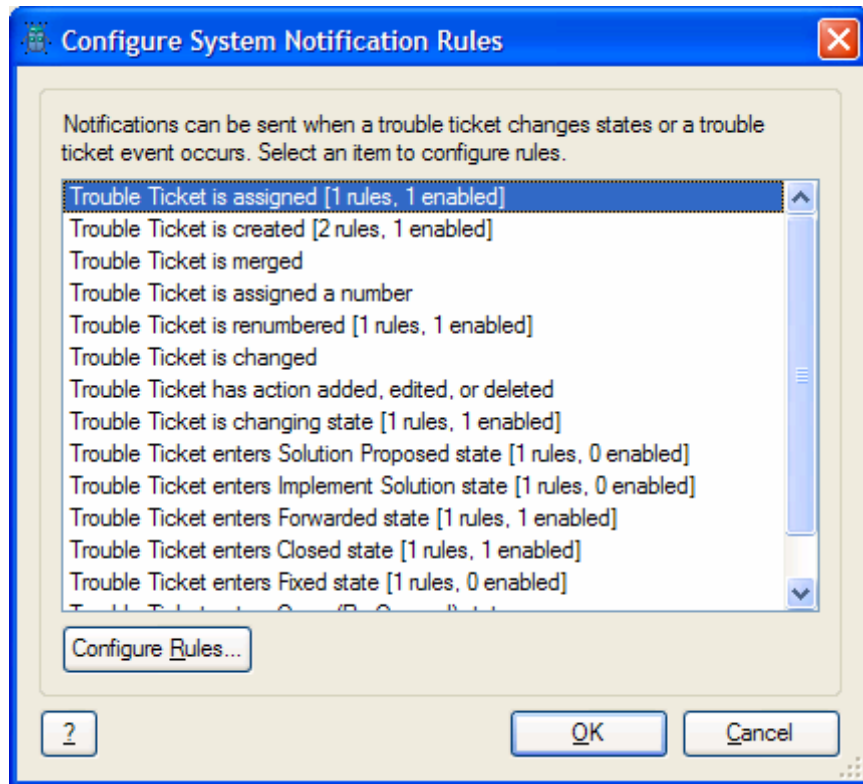 Configure System Notification Rules
Notifications can be sent when a trouble ticket changes states or a trouble
ticket event occurs. Select an item to configure rules.
Trouble Ticket is assigned [1 rules, 1 enabled]
Trouble Ticket is created [2 rules, 1 enabled]
Trouble Ticket is merged
Trouble Ticket is assigned a number
Trouble Ticket is renumbered [1 rules, 1 enabled]
Trouble Ticket is changed
Trouble Ticket has action added, edited, or deleted
Trouble Ticket is changing state [1 rules, 1 enabled]
Trouble Ticket enters Solution Proposed state [1 rules, 0 enabled]
Trouble Ticket enters Implement Solution state [1 rules, 0 enabled]
Trouble Ticket enters Forwarded state [1 rules, 1 enabled]
Trouble Ticket enters Closed state [1 rules, 1 enabled]
Trouble Ticket enters Fixed state [1 rules, 0 enabled]
Configure Rules...
? OK Cancel